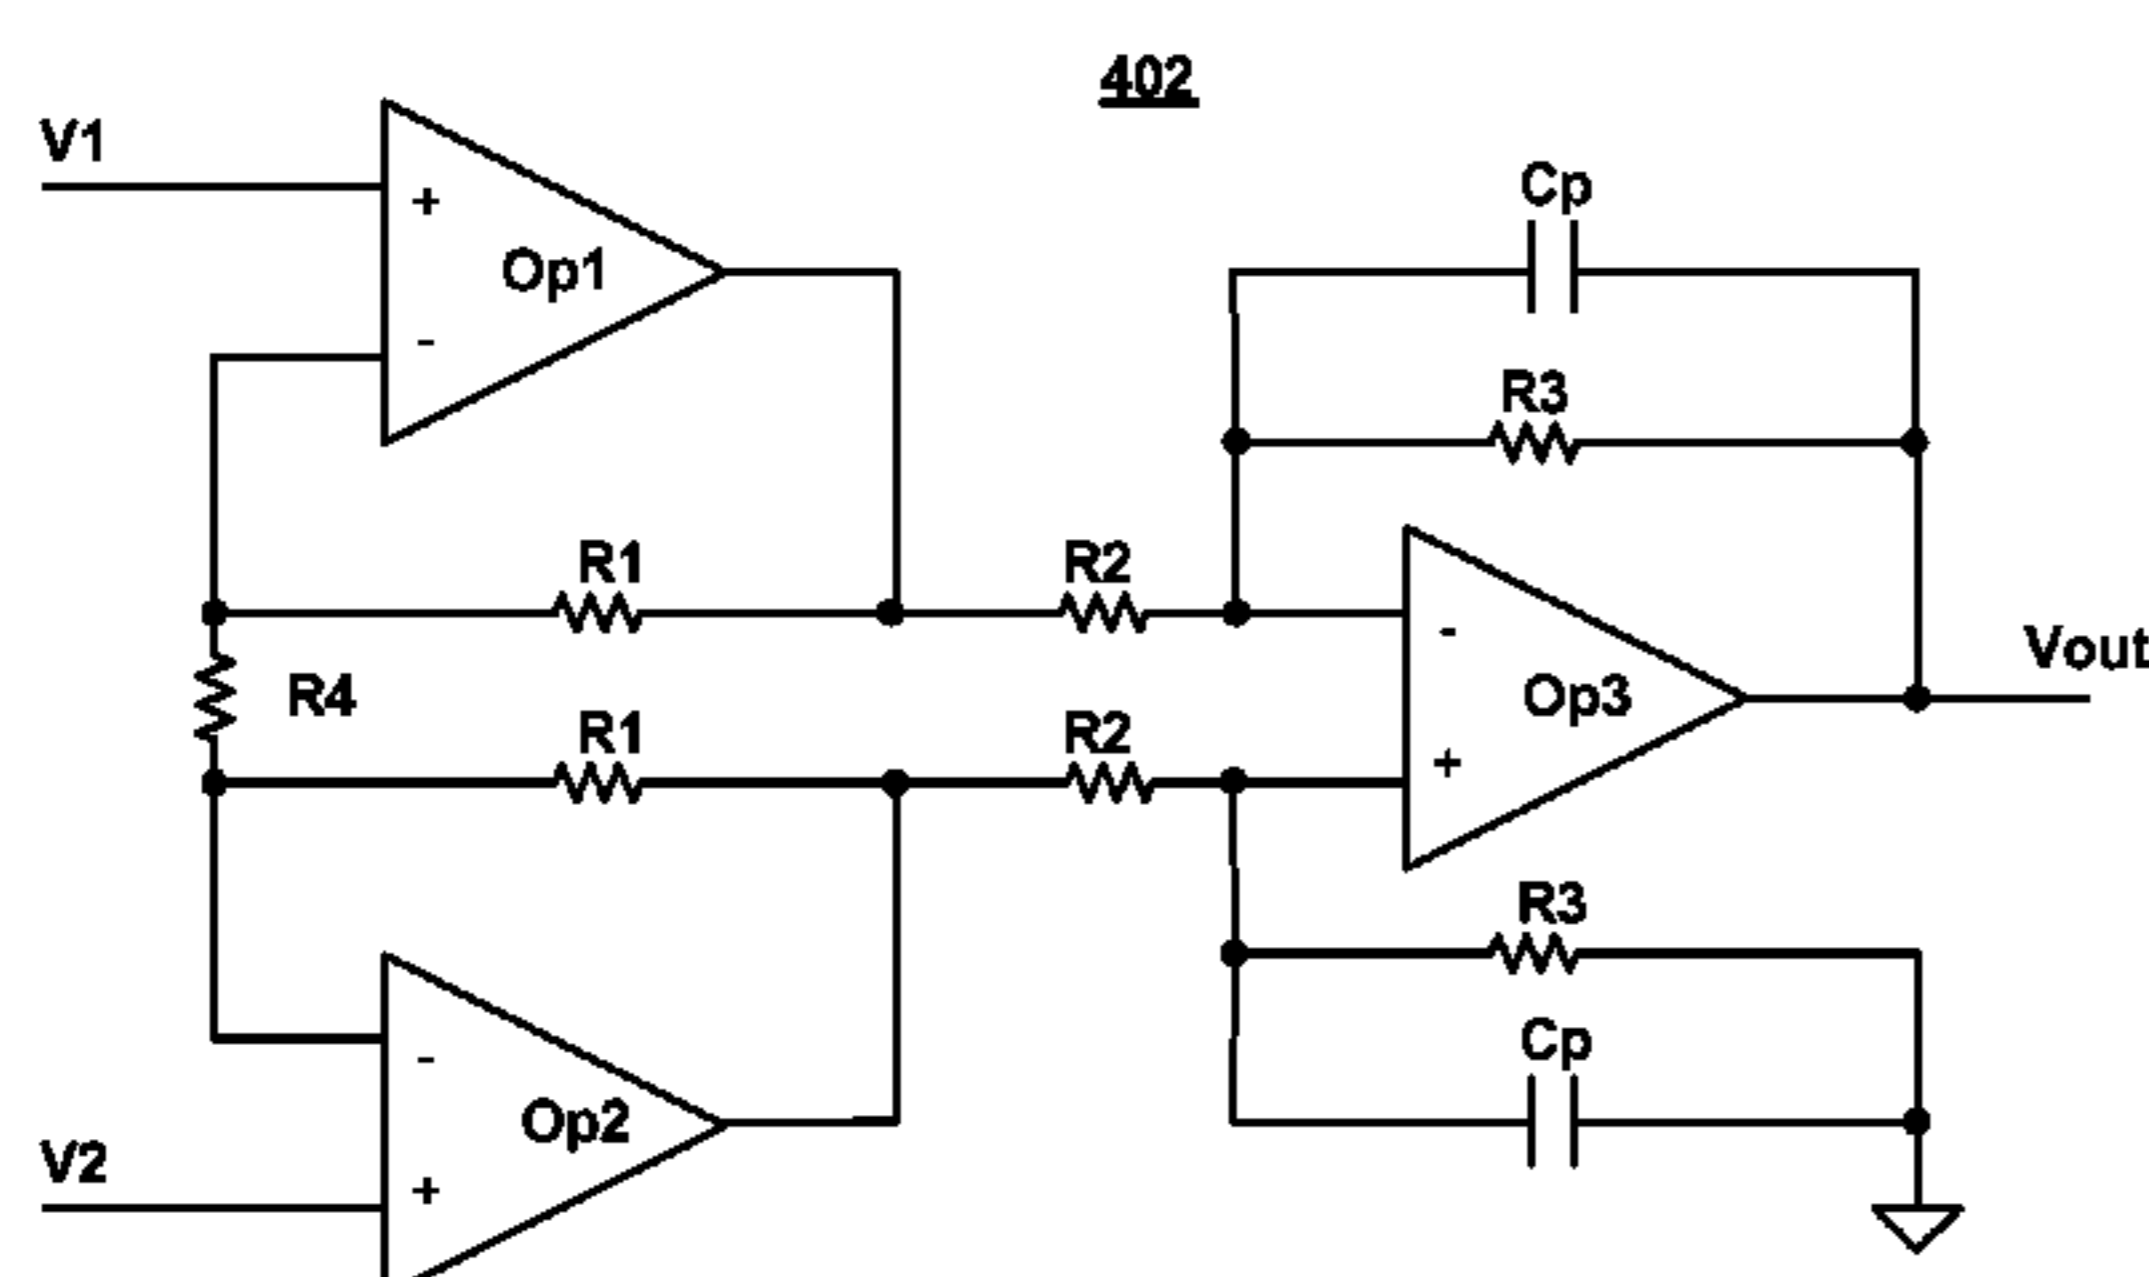 402
V1
+
Op1
-
Cp
R3
R1
R2
-
Op3
+
Vout
R4
R1
R2
R3
Cp
-
Op2
+
V2